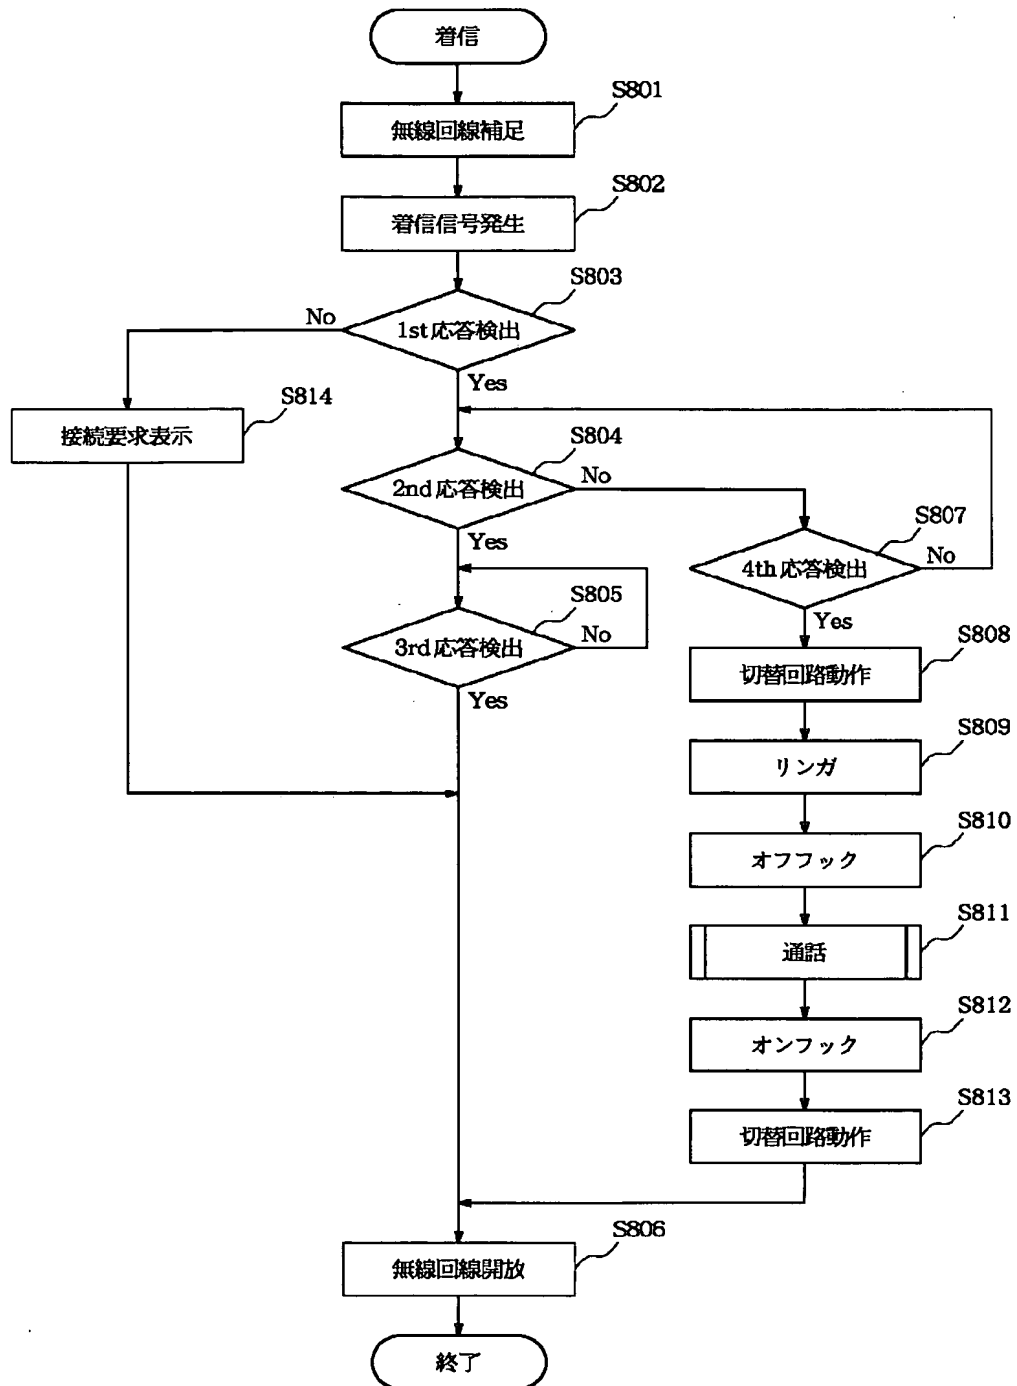 着信
S801
無線回線補足
S802
着信信号発生
S803
1st応答検出
No
Yes
S814
接続要求表示
S804
2nd応答検出
No
Yes
S807
4th応答検出
No
Yes
S805
3rd応答検出
No
Yes
S808
切替回路動作
S809
リンガ
S810
オフフック
S811
通話
S812
オンフック
S813
切替回路動作
S806
無線回線開放
終了